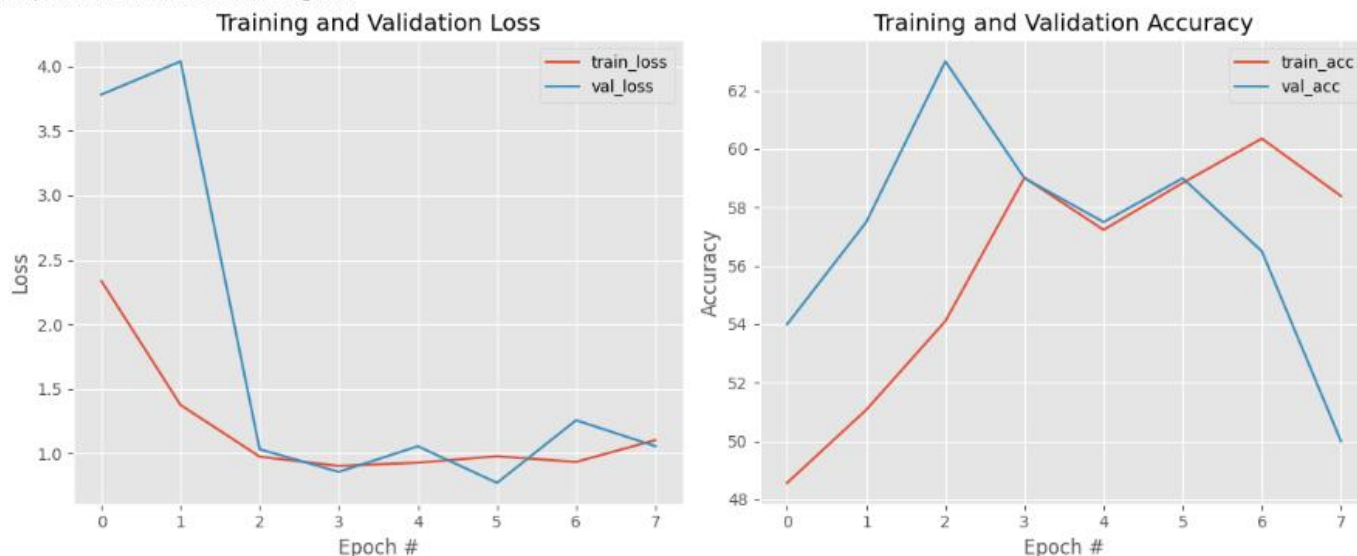 Training and Validation Loss
train_loss
val_loss
4.0
3.5
3.0
2.5
2.0
1.5
1.0
Loss
0 1 2 3 4 5 6 7
Epoch #
Training and Validation Accuracy
train_acc
val_acc
62
60
58
56
54
52
50
48
Accuracy
0 1 2 3 4 5 6 7
Epoch #